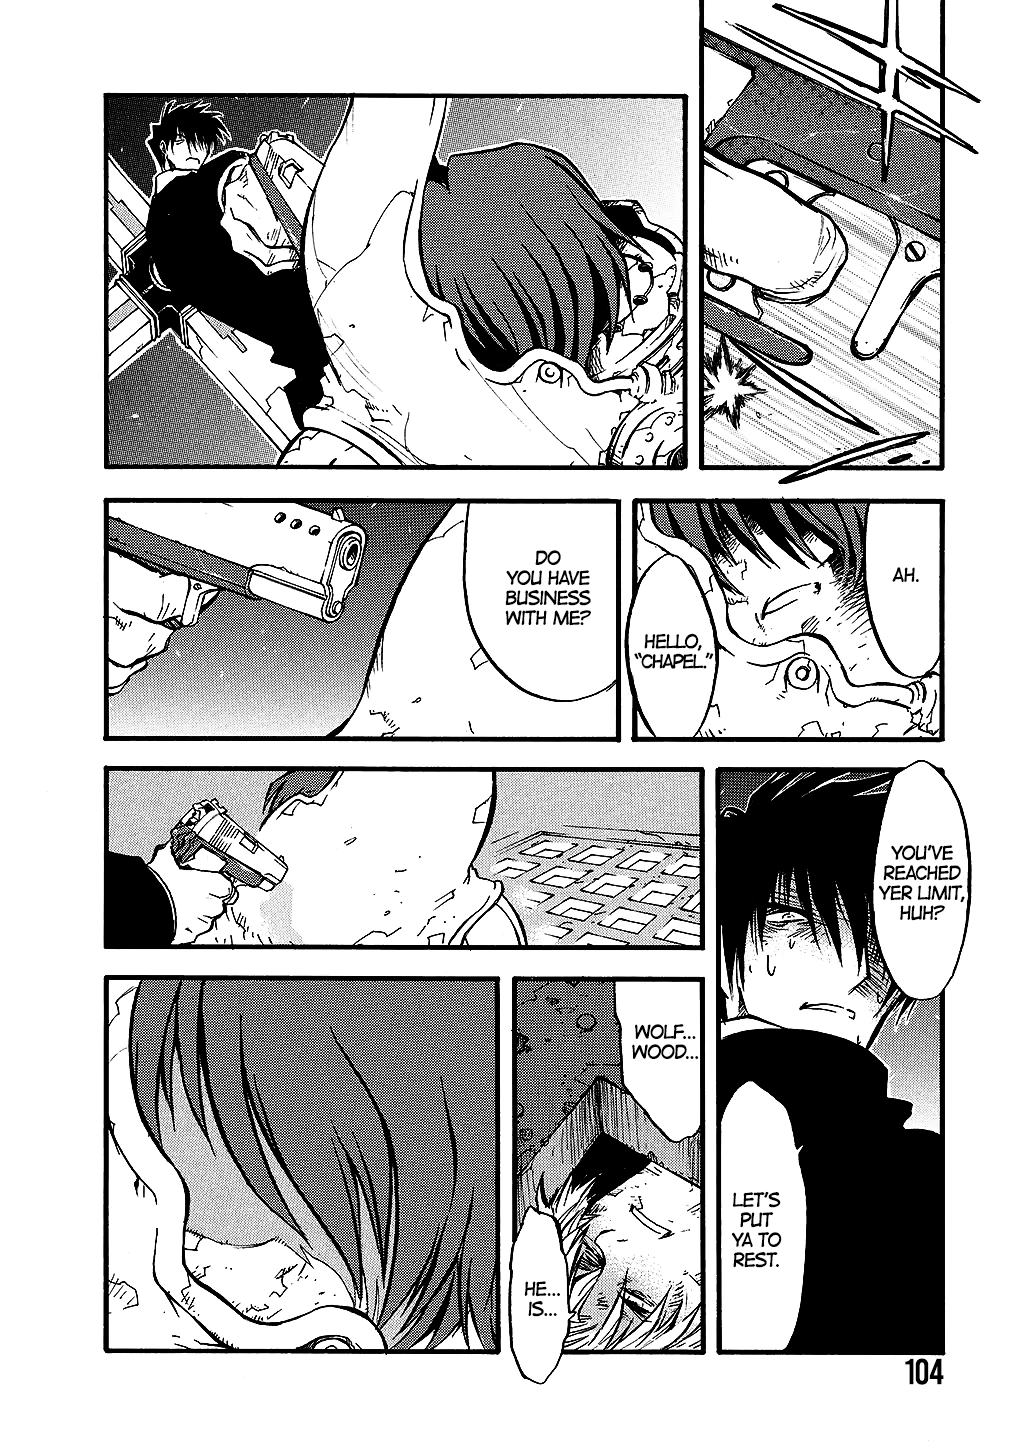 AH.
HELLO,
"CHAPEL."
DO
YOU HAVE
BUSINESS
WITH ME?
YOU'VE
REACHED
YER LIMIT,
HUH?
LET'S
PUT
YA TO
REST.
WOLF...
WOOD...
HE...
IS...
104